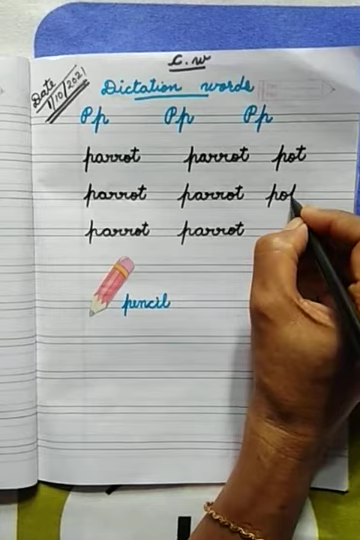 C.W
Date
1/10/2021
Dictation words
Pp Pp Pp
parrot parrot pot
parrot parrot pot
parrot parrot
pencil